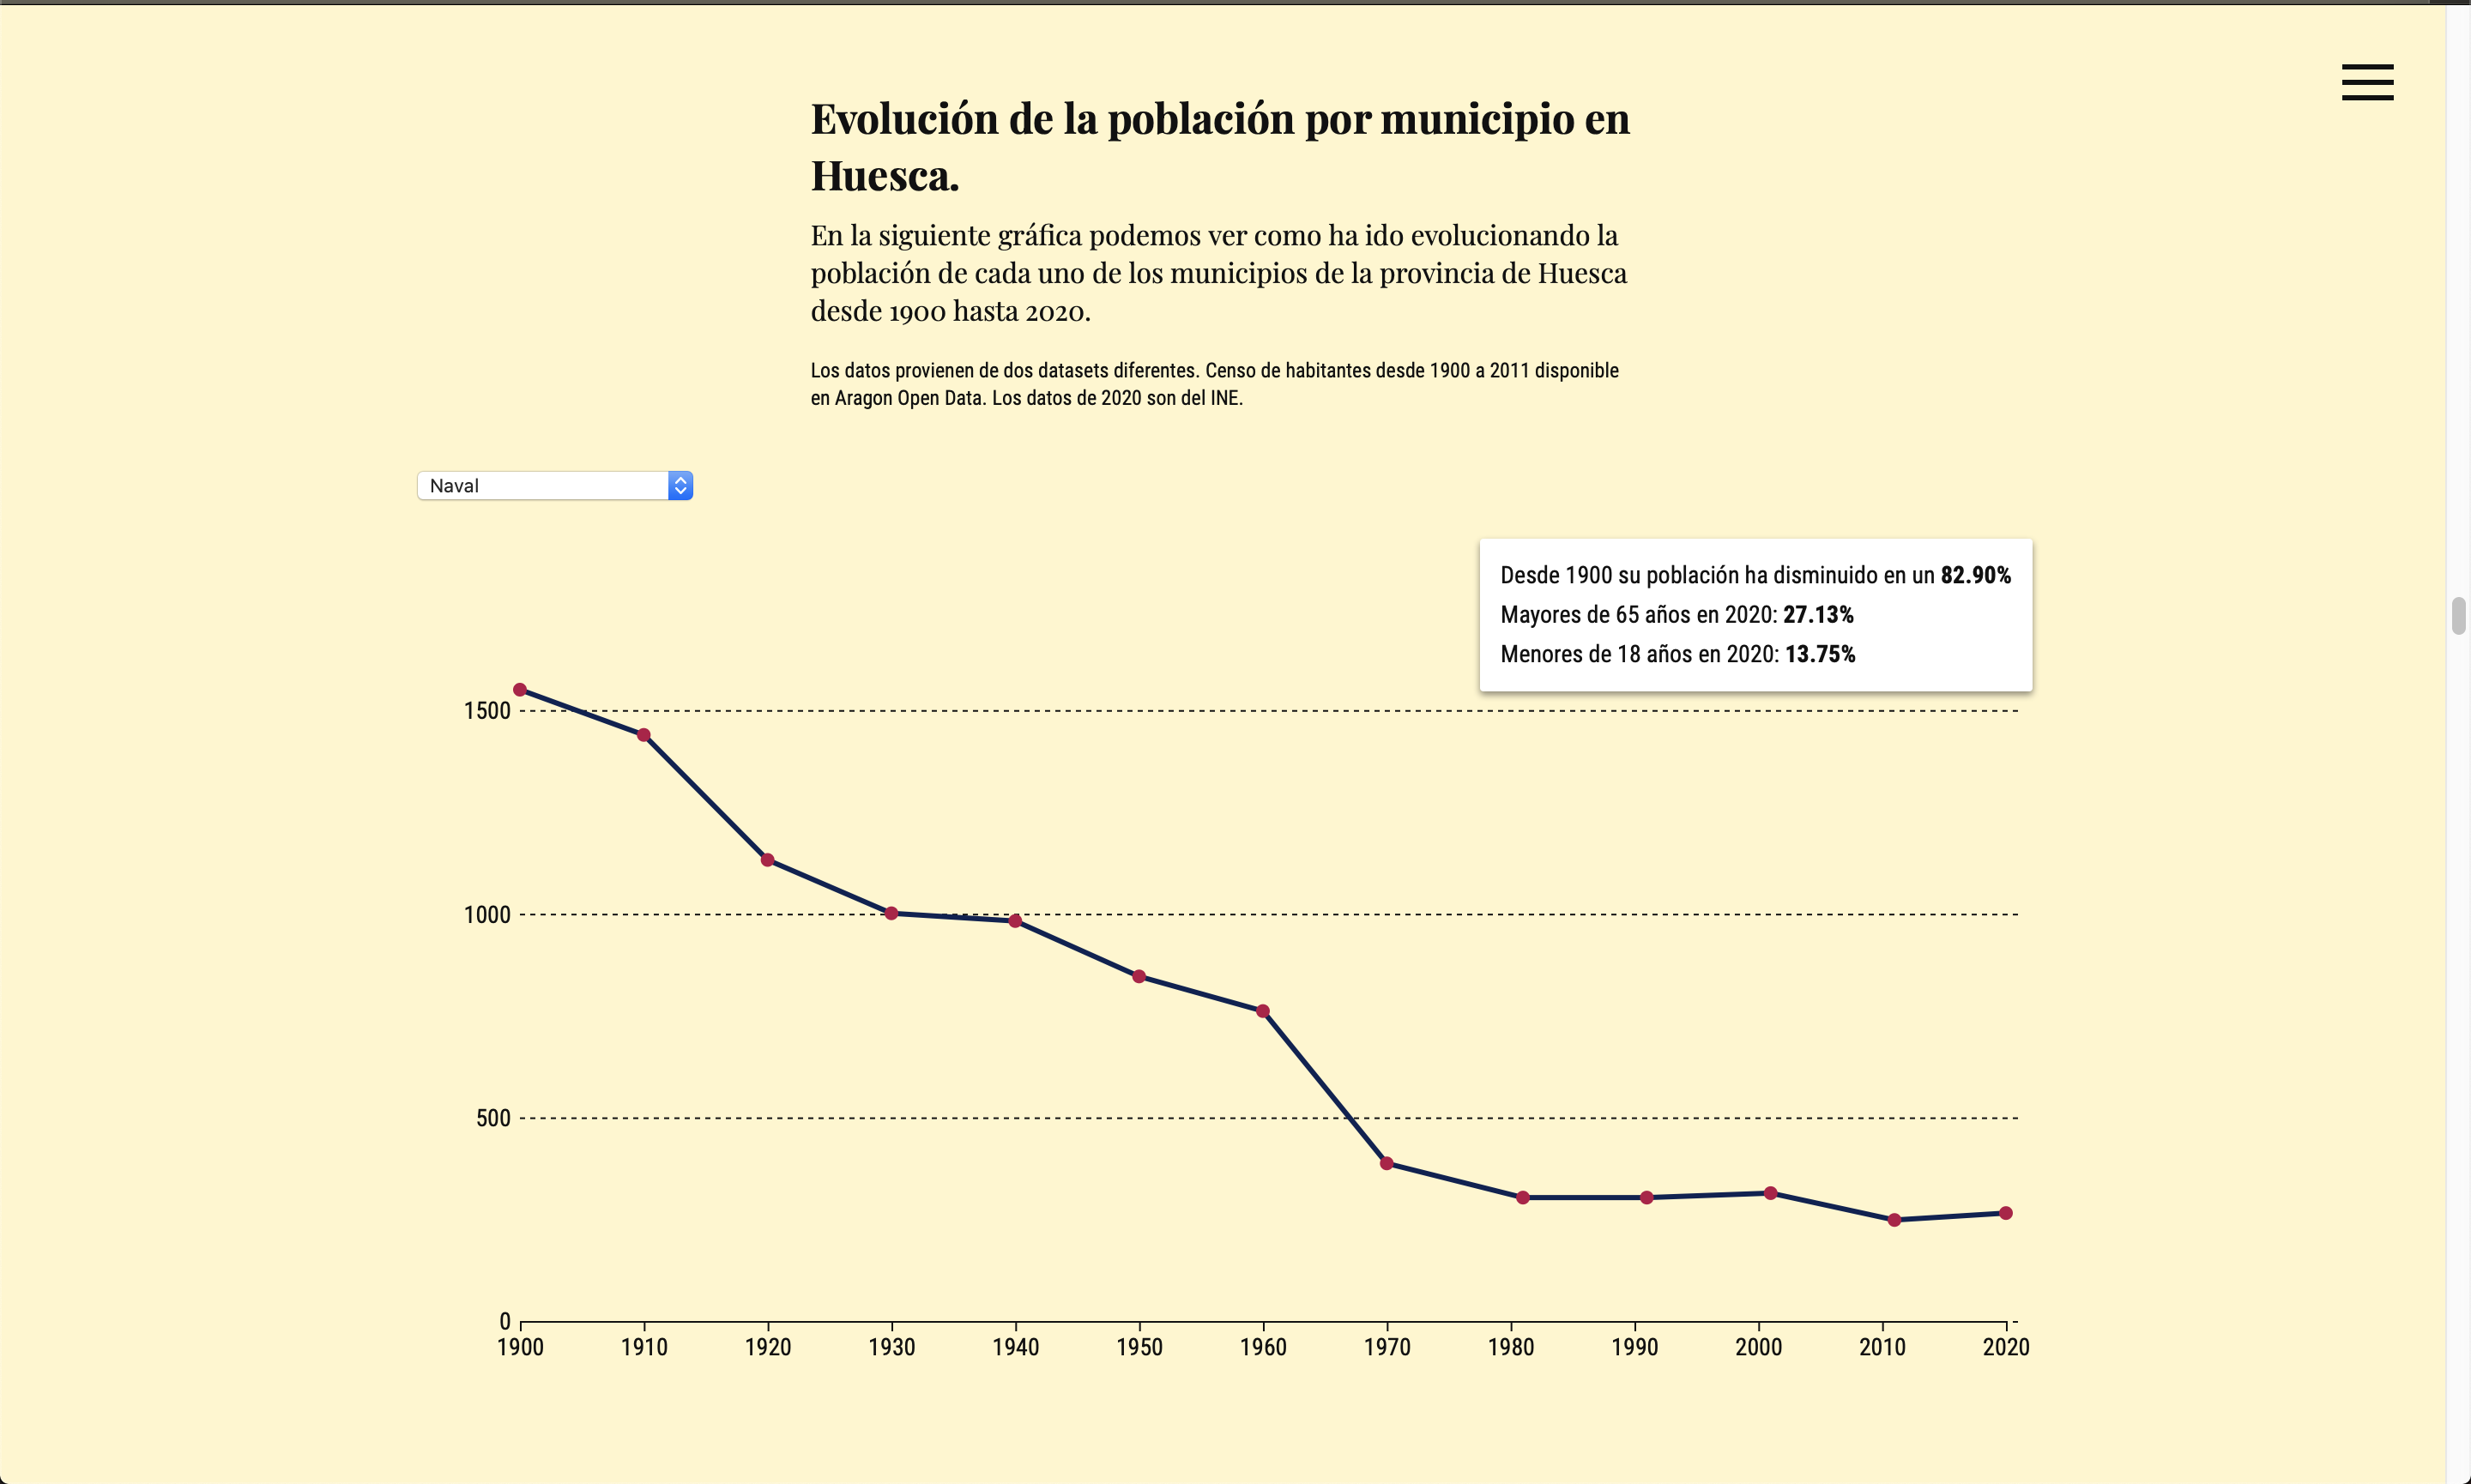 Evolución de la población por municipio en
Huesca.
En la siguiente gráfica podemos ver como ha ido evolucionando la
población de cada uno de los municipios de la provincia de Huesca
desde 1900 hasta 2020.
Los datos provienen de dos datasets diferentes. Censo de habitantes desde 1900 a 2011 disponible
en Aragon Open Data. Los datos de 2020 son del INE.
Naval
Desde 1900 su población ha disminuido en un 82.90%
Mayores de 65 años en 2020: 27.13%
Menores de 18 años en 2020: 13.75%
1500
1000
500
0
1900 1910 1920 1930 1940 1950 1960 1970 1980 1990 2000 2010 2020